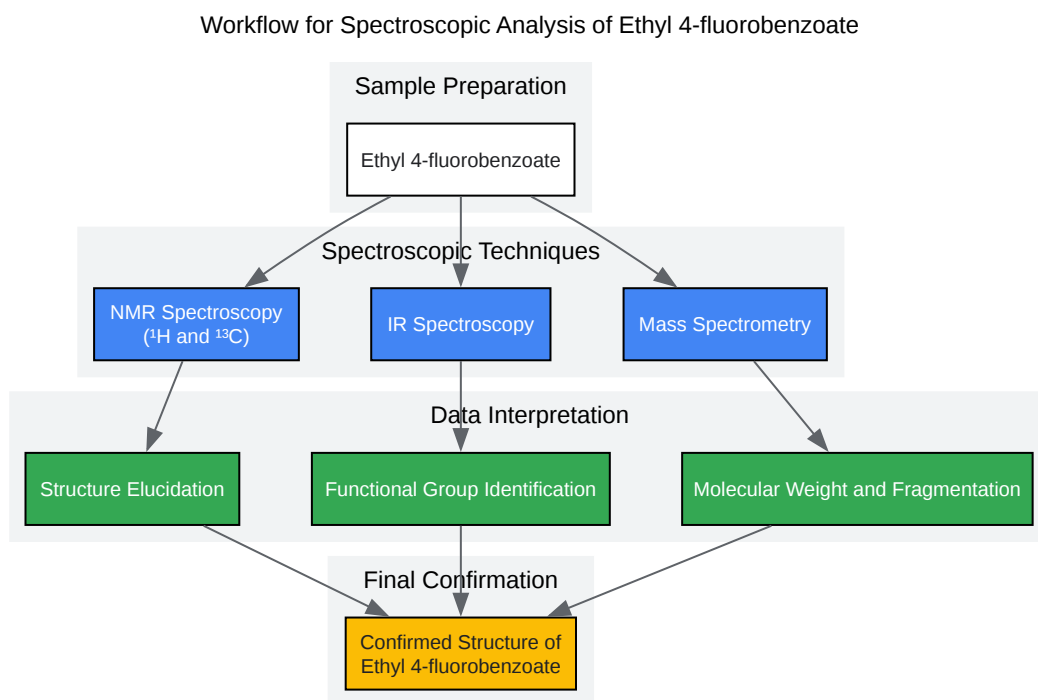 Workflow for Spectroscopic Analysis of Ethyl 4-fluorobenzoate
Sample Preparation
Ethyl 4-fluorobenzoate
Spectroscopic Techniques
NMR Spectroscopy
(¹H and ¹³C)
IR Spectroscopy
Mass Spectrometry
Data Interpretation
Structure Elucidation
Functional Group Identification
Molecular Weight and Fragmentation
Final Confirmation
Confirmed Structure of
Ethyl 4-fluorobenzoate